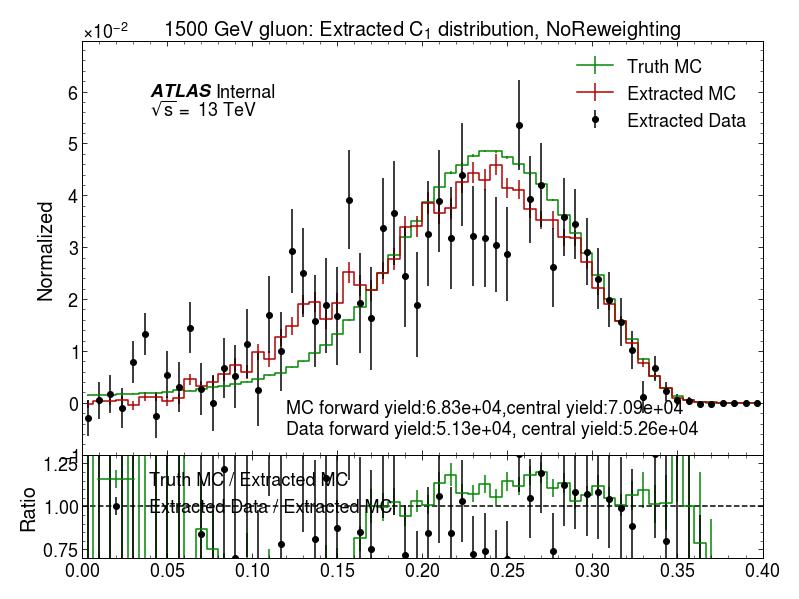 ×10⁻²
1500 GeV gluon: Extracted C₁ distribution, NoReweighting
ATLAS Internal
√s = 13 TeV
Truth MC
Extracted MC
Extracted Data
Normalized
6
5
4
3
2
1
0
MC forward yield:6.83e+04,central yield:7.09e+04
Data forward yield:5.13e+04, central yield:5.26e+04
1
1.25
1.00
0.75
Ratio
Truth MC / Extracted MC
Extracted Data / Extracted MC
0.00 0.05 0.10 0.15 0.20 0.25 0.30 0.35 0.40